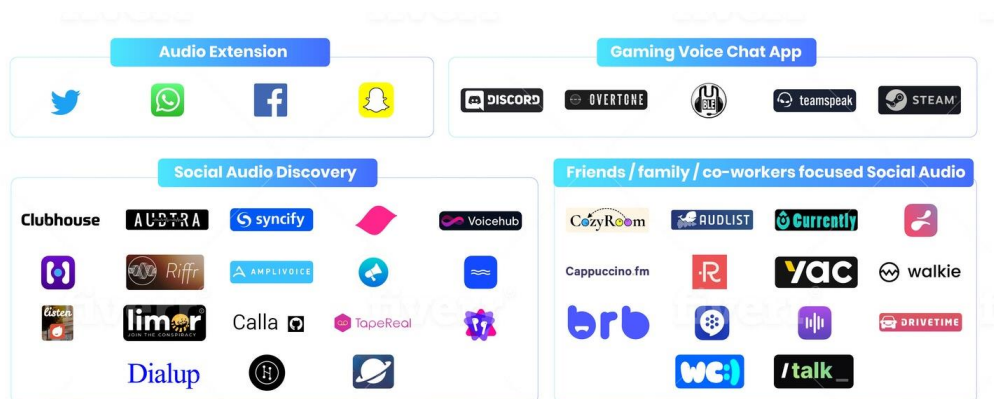 Audio Extension
Gaming Voice Chat App
DISCORD
OVERTONE
BLE
teamspeak
STEAM
Social Audio Discovery
Friends / family / co-workers focused Social Audio
Clubhouse
AUDTRA
syncify
Voicehub
CozyRoom
AUDLIST
Currently
Riffr
AMPLIVOICE
Cappuccino.fm
R
yac
walkie
listen
limor
JOIN THE CONSPIRACY
Calla
TapeReal
brb
DRIVETIME
Dialup
H
wc:)
/talk_